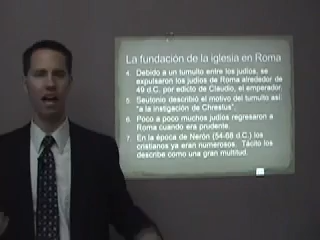 La fundación de la iglesia en Roma
4. Debido a un tumulto entre los judíos, se
expulsaron los judíos de Roma alrededor de
49 d.C. por edicto de Claudio, el emperador.
5. Seutonio describió el motivo del tumulto así:
"a la instigación de Chrestus".
6. Poco a poco muchos judíos regresaron a
Roma cuando era prudente.
7. En la época de Nerón (54-68 d.C.) los
cristianos ya eran numerosos. Tácito los
describe como una gran multitud.